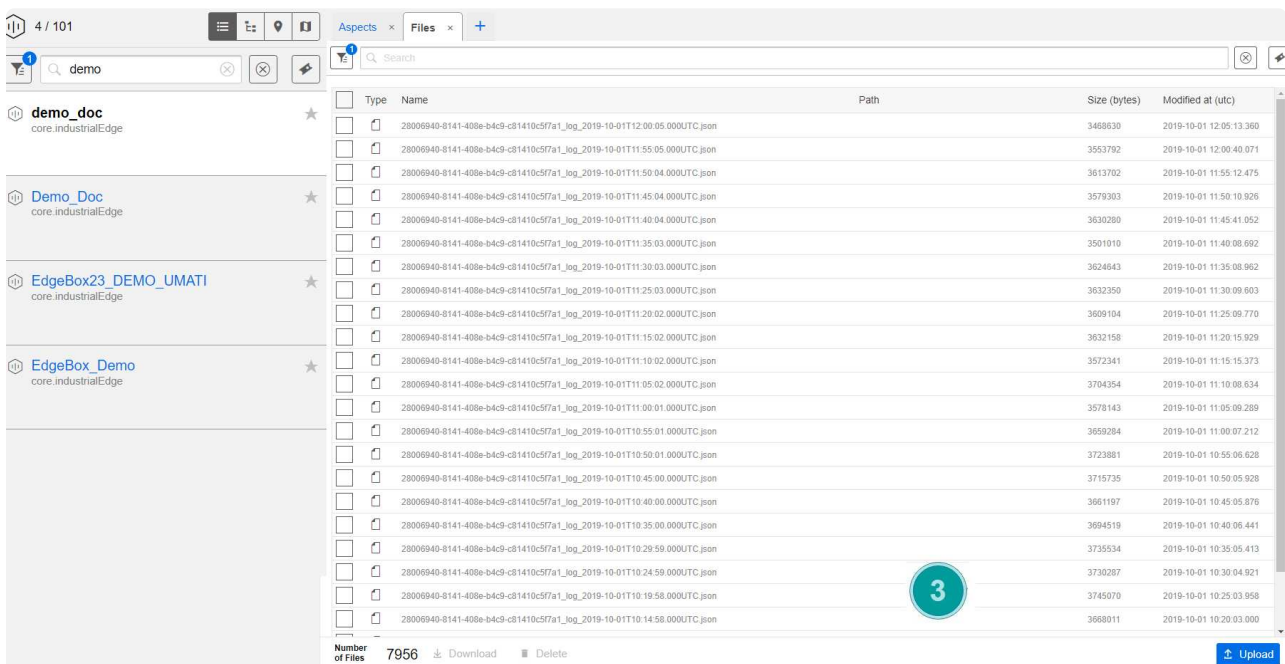 4 / 101
Aspects × Files × +
1 demo
1 Search
demo_doc
core.industrialEdge
Demo_Doc
core.industrialEdge
EdgeBox23_DEMO_UMATI
core.industrialEdge
EdgeBox_Demo
core.industrialEdge
Type Name Path Size (bytes) Modified at (utc)
28006940-8141-408e-b4c9-c81410c5f7a1_log_2019-10-01T12:00:05.000UTC.json 3468630 2019-10-01 12:05:13.360
28006940-8141-408e-b4c9-c81410c5f7a1_log_2019-10-01T11:55:05.000UTC.json 3553792 2019-10-01 12:00:40.071
28006940-8141-408e-b4c9-c81410c5f7a1_log_2019-10-01T11:50:04.000UTC.json 3613702 2019-10-01 11:55:12.475
28006940-8141-408e-b4c9-c81410c5f7a1_log_2019-10-01T11:45:04.000UTC.json 3579303 2019-10-01 11:50:10.926
28006940-8141-408e-b4c9-c81410c5f7a1_log_2019-10-01T11:40:04.000UTC.json 3630280 2019-10-01 11:45:41.052
28006940-8141-408e-b4c9-c81410c5f7a1_log_2019-10-01T11:35:03.000UTC.json 3501010 2019-10-01 11:40:08.692
28006940-8141-408e-b4c9-c81410c5f7a1_log_2019-10-01T11:30:03.000UTC.json 3624643 2019-10-01 11:35:08.962
28006940-8141-408e-b4c9-c81410c5f7a1_log_2019-10-01T11:25:03.000UTC.json 3632350 2019-10-01 11:30:09.603
28006940-8141-408e-b4c9-c81410c5f7a1_log_2019-10-01T11:20:02.000UTC.json 3609104 2019-10-01 11:25:09.770
28006940-8141-408e-b4c9-c81410c5f7a1_log_2019-10-01T11:15:02.000UTC.json 3632158 2019-10-01 11:20:15.929
28006940-8141-408e-b4c9-c81410c5f7a1_log_2019-10-01T11:10:02.000UTC.json 3572341 2019-10-01 11:15:15.373
28006940-8141-408e-b4c9-c81410c5f7a1_log_2019-10-01T11:05:02.000UTC.json 3704354 2019-10-01 11:10:08.634
28006940-8141-408e-b4c9-c81410c5f7a1_log_2019-10-01T11:00:01.000UTC.json 3578143 2019-10-01 11:05:09.289
28006940-8141-408e-b4c9-c81410c5f7a1_log_2019-10-01T10:55:01.000UTC.json 3659284 2019-10-01 11:00:07.212
28006940-8141-408e-b4c9-c81410c5f7a1_log_2019-10-01T10:50:01.000UTC.json 3723881 2019-10-01 10:55:06.628
28006940-8141-408e-b4c9-c81410c5f7a1_log_2019-10-01T10:45:00.000UTC.json 3715735 2019-10-01 10:50:05.928
28006940-8141-408e-b4c9-c81410c5f7a1_log_2019-10-01T10:40:00.000UTC.json 3661197 2019-10-01 10:45:05.876
28006940-8141-408e-b4c9-c81410c5f7a1_log_2019-10-01T10:35:00.000UTC.json 3694519 2019-10-01 10:40:06.441
28006940-8141-408e-b4c9-c81410c5f7a1_log_2019-10-01T10:29:59.000UTC.json 3735534 2019-10-01 10:35:05.413
28006940-8141-408e-b4c9-c81410c5f7a1_log_2019-10-01T10:24:59.000UTC.json 3730287 2019-10-01 10:30:04.921
28006940-8141-408e-b4c9-c81410c5f7a1_log_2019-10-01T10:19:58.000UTC.json 3745070 2019-10-01 10:25:03.958
28006940-8141-408e-b4c9-c81410c5f7a1_log_2019-10-01T10:14:58.000UTC.json 3668011 2019-10-01 10:20:03.000
3
Number of Files 7956 Download Delete Upload